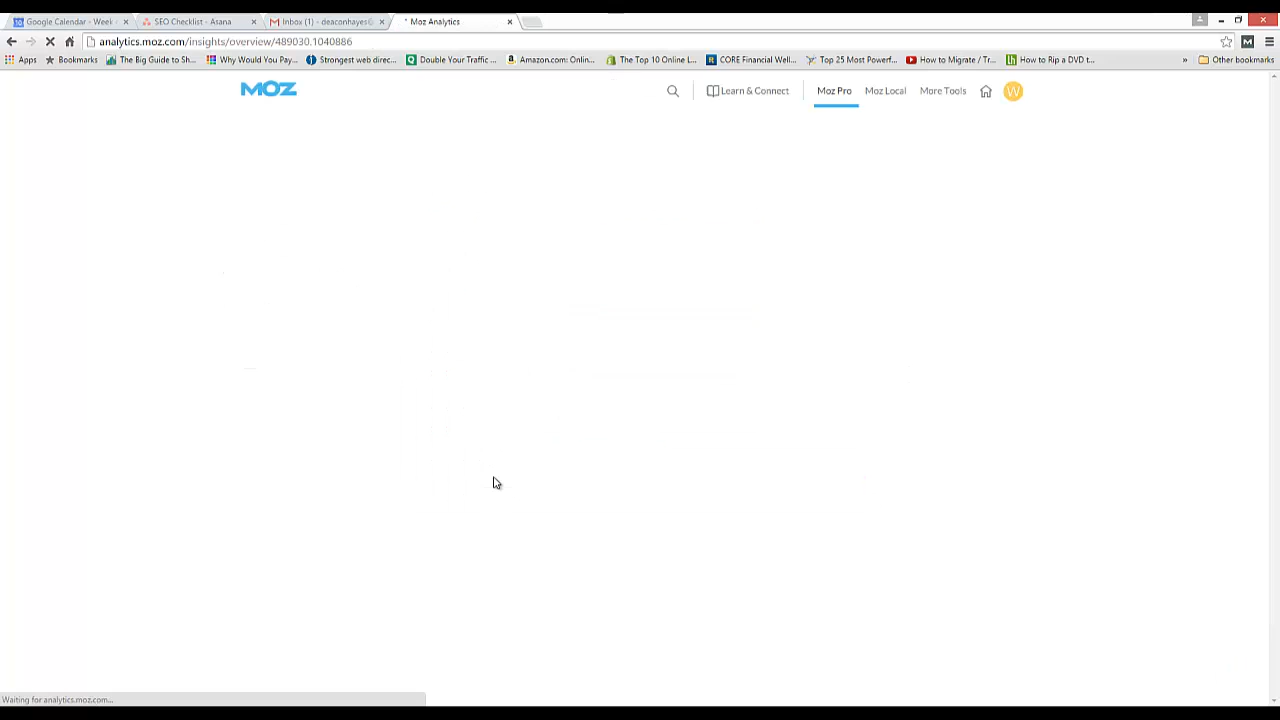 Google Calendar - Week
SEO Checklist - Asana
Inbox (1) - deaconhayes@
Moz Analytics
analytics.moz.com/insights/overview/489030.1040886
Apps
Bookmarks
The Big Guide to Sh...
Why Would You Pay...
Strongest web direc...
Double Your Traffic ...
Amazon.com: Onlin...
The Top 10 Online L...
CORE Financial Well...
Top 25 Most Powerf...
How to Migrate / Tr...
How to Rip a DVD t...
» Other bookmarks
MOZ
Learn & Connect
Moz Pro
Moz Local
More Tools
W
Waiting for analytics.moz.com...